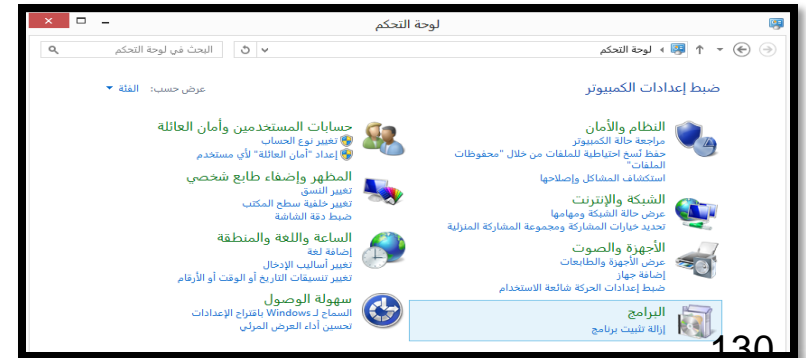 لوحة التحكم
لوحة التحكم
البحث في لوحة التحكم
ضبط إعدادات الكمبيوتر
عرض حسب: الفئة
النظام والأمان
مراجعة حالة الكمبيوتر
حفظ نُسخ احتياطية للملفات من خلال "محفوظات
الملفات"
استكشاف المشاكل وإصلاحها
الشبكة والإنترنت
عرض حالة الشبكة ومهامها
تحديد خيارات المشاركة ومجموعة المشاركة المنزلية
الأجهزة والصوت
عرض الأجهزة والطابعات
إضافة جهاز
ضبط إعدادات الحركة شائعة الاستخدام
البرامج
إزالة تثبيت برنامج
حسابات المستخدمين وأمان العائلة
تغيير نوع الحساب
إعداد "أمان العائلة" لأي مستخدم
المظهر وإضفاء طابع شخصي
تغيير النسق
تغيير خلفية سطح المكتب
ضبط دقة الشاشة
الساعة واللغة والمنطقة
إضافة لغة
تغيير أساليب الإدخال
تغيير تنسيقات التاريخ أو الوقت أو الأرقام
سهولة الوصول
السماح لـ Windows باقتراح الإعدادات
تحسين أداء العرض المرئي
130